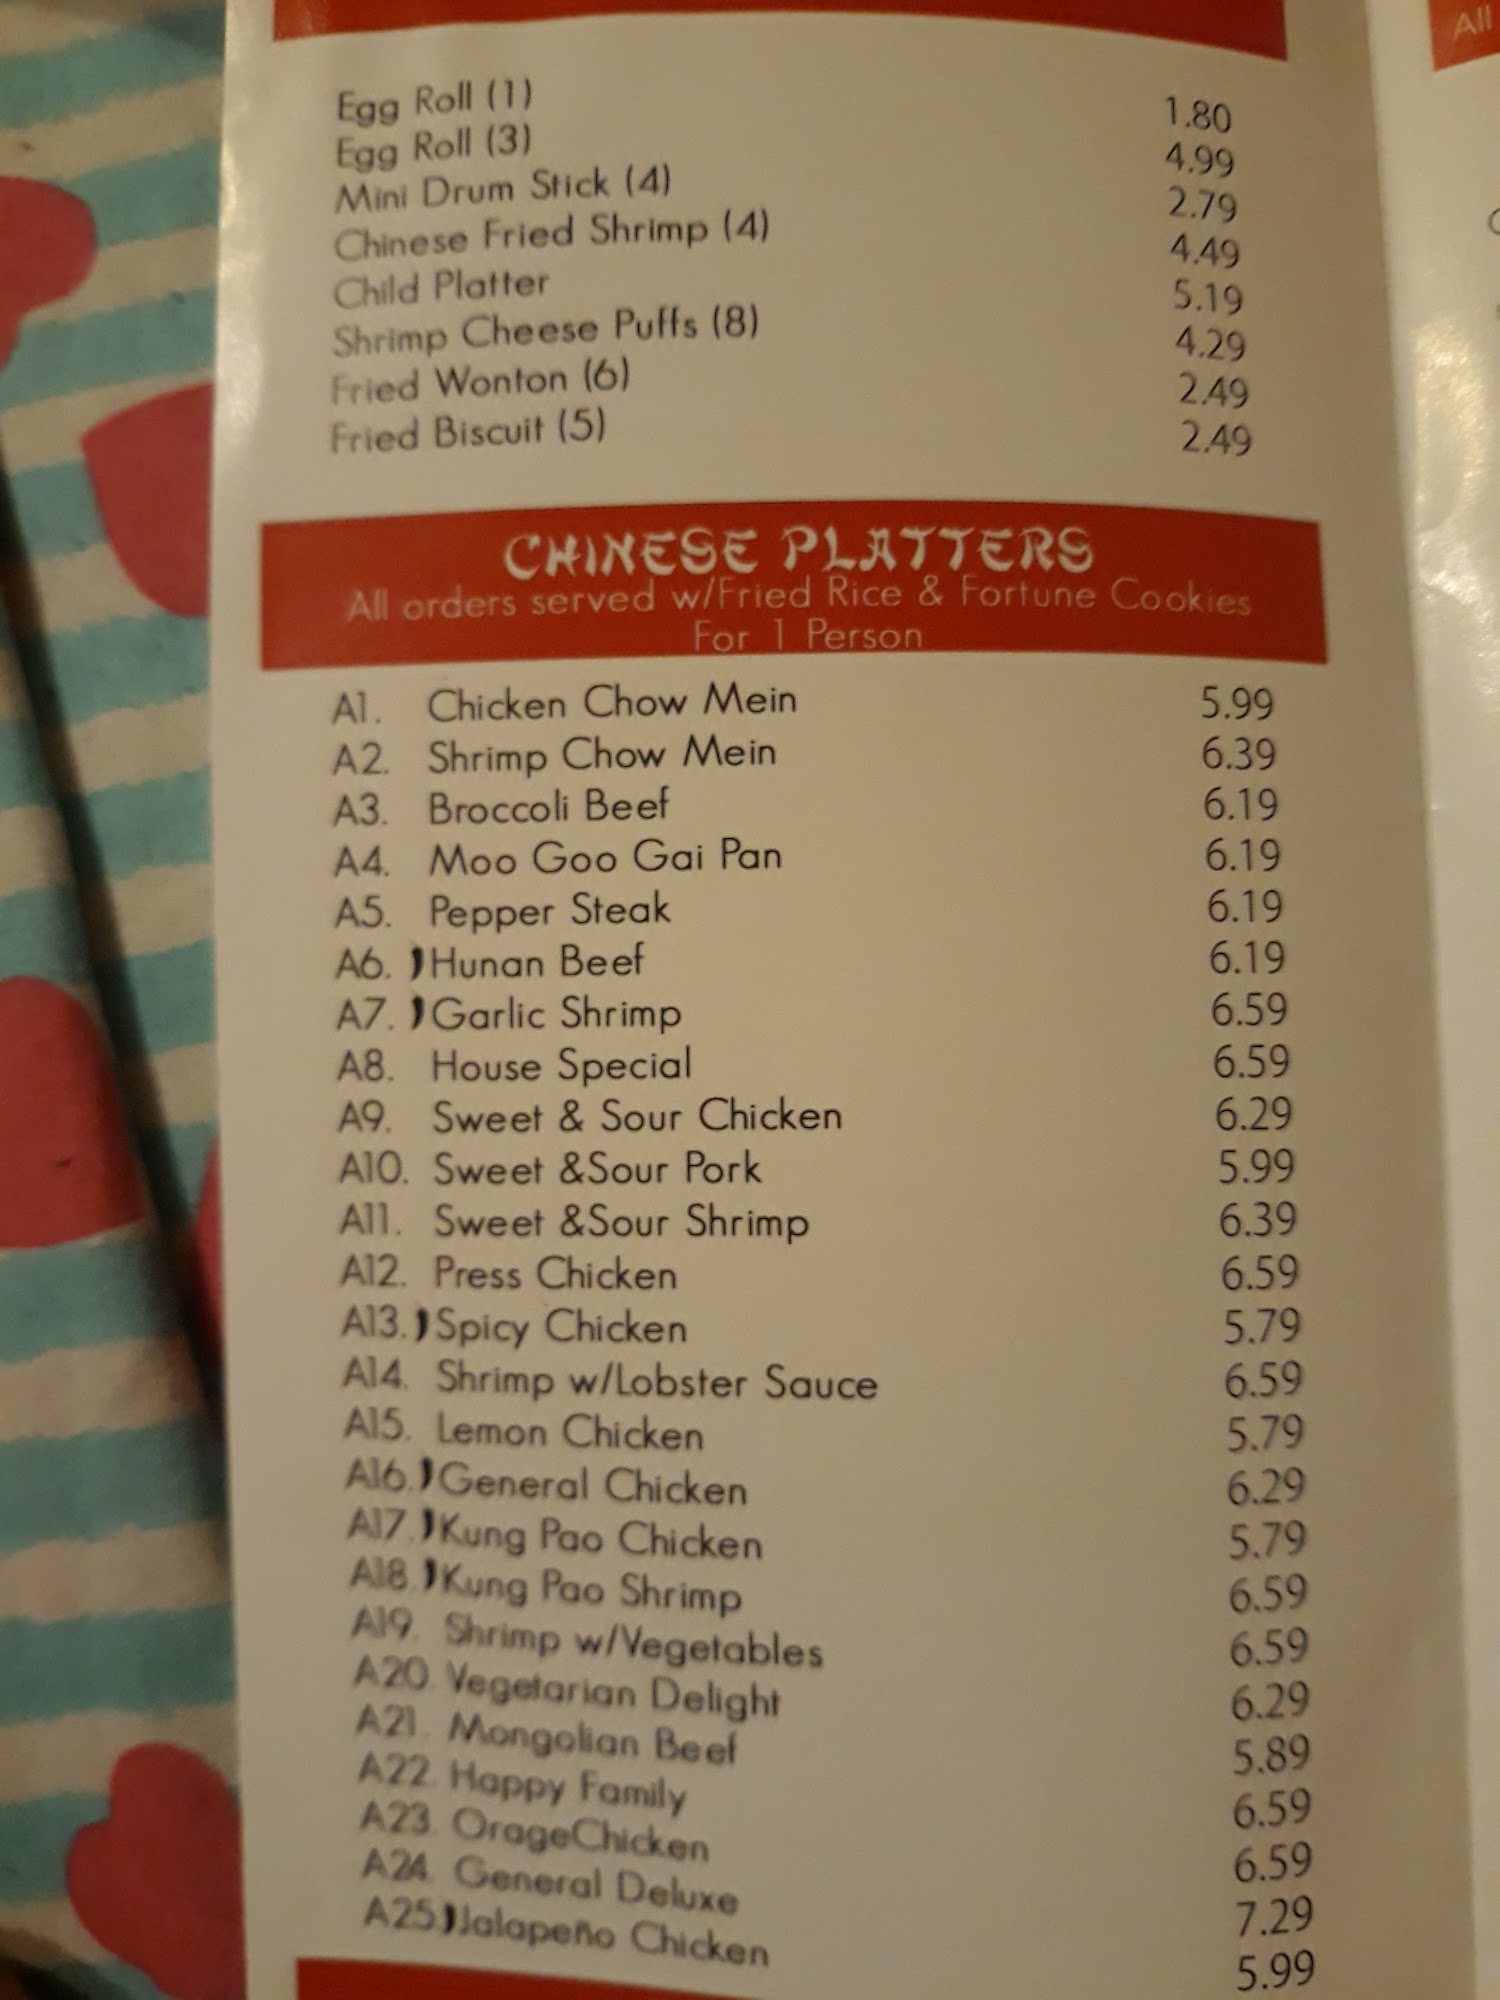 All
Egg Roll (1) 1.80
Egg Roll (3) 4.99
Mini Drum Stick (4) 2.79
Chinese Fried Shrimp (4) 4.49
Child Platter 5.19
Shrimp Cheese Puffs (8) 4.29
Fried Wonton (6) 2.49
Fried Biscuit (5) 2.49
CHINESE PLATTERS
All orders served w/Fried Rice & Fortune Cookies
For 1 Person
A1. Chicken Chow Mein 5.99
A2. Shrimp Chow Mein 6.39
A3. Broccoli Beef 6.19
A4. Moo Goo Gai Pan 6.19
A5. Pepper Steak 6.19
A6. Hunan Beef 6.19
A7. Garlic Shrimp 6.59
A8. House Special 6.59
A9. Sweet & Sour Chicken 6.29
A10. Sweet &Sour Pork 5.99
A11. Sweet &Sour Shrimp 6.39
A12. Press Chicken 6.59
A13. Spicy Chicken 5.79
A14. Shrimp w/Lobster Sauce 6.59
A15. Lemon Chicken 5.79
A16. General Chicken 6.29
A17. Kung Pao Chicken 5.79
A18. Kung Pao Shrimp 6.59
A19. Shrimp w/Vegetables 6.59
A20. Vegetarian Delight 6.29
A21. Mongolian Beef 5.89
A22. Happy Family 6.59
A23. OrageChicken 6.59
A24. General Deluxe 7.29
A25. Jalapeño Chicken 5.99